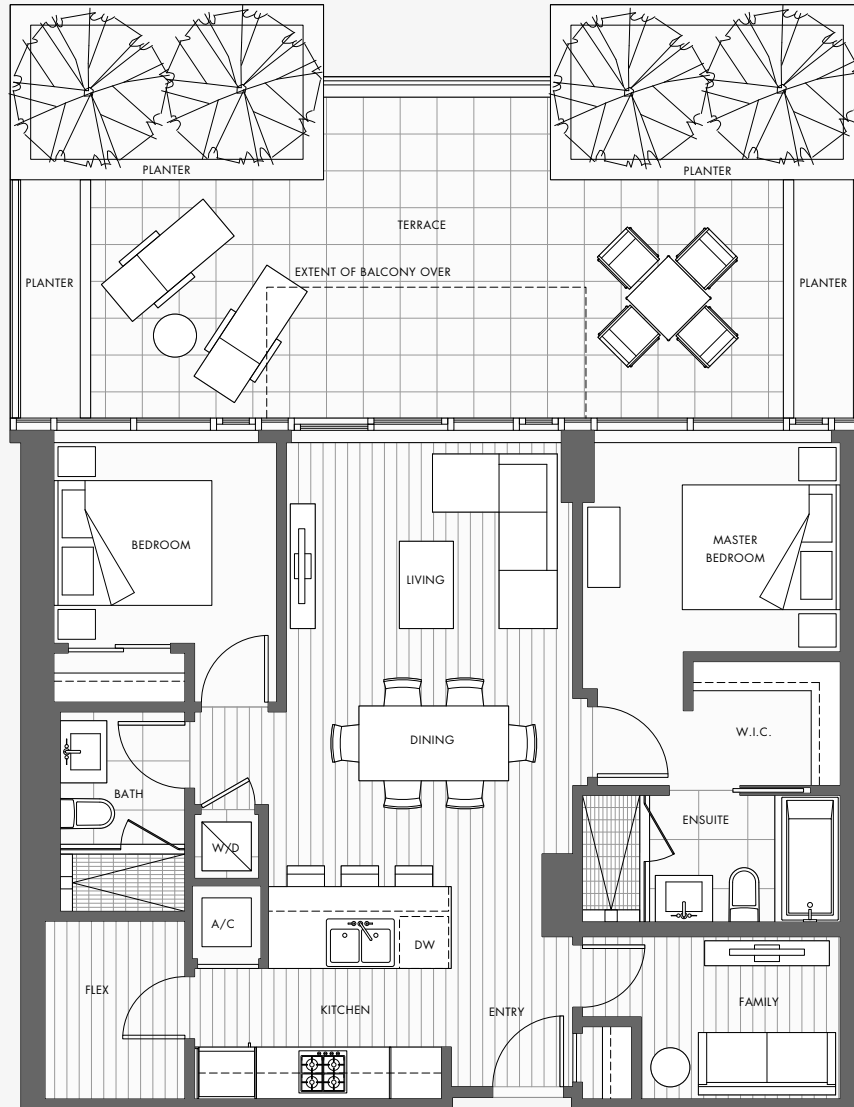 PLANTER
PLANTER
TERRACE
EXTENT OF BALCONY OVER
PLANTER
PLANTER
BEDROOM
MASTER
BEDROOM
LIVING
DINING
W.I.C.
BATH
ENSUITE
W/D
A/C
DW
FLEX
KITCHEN
ENTRY
FAMILY